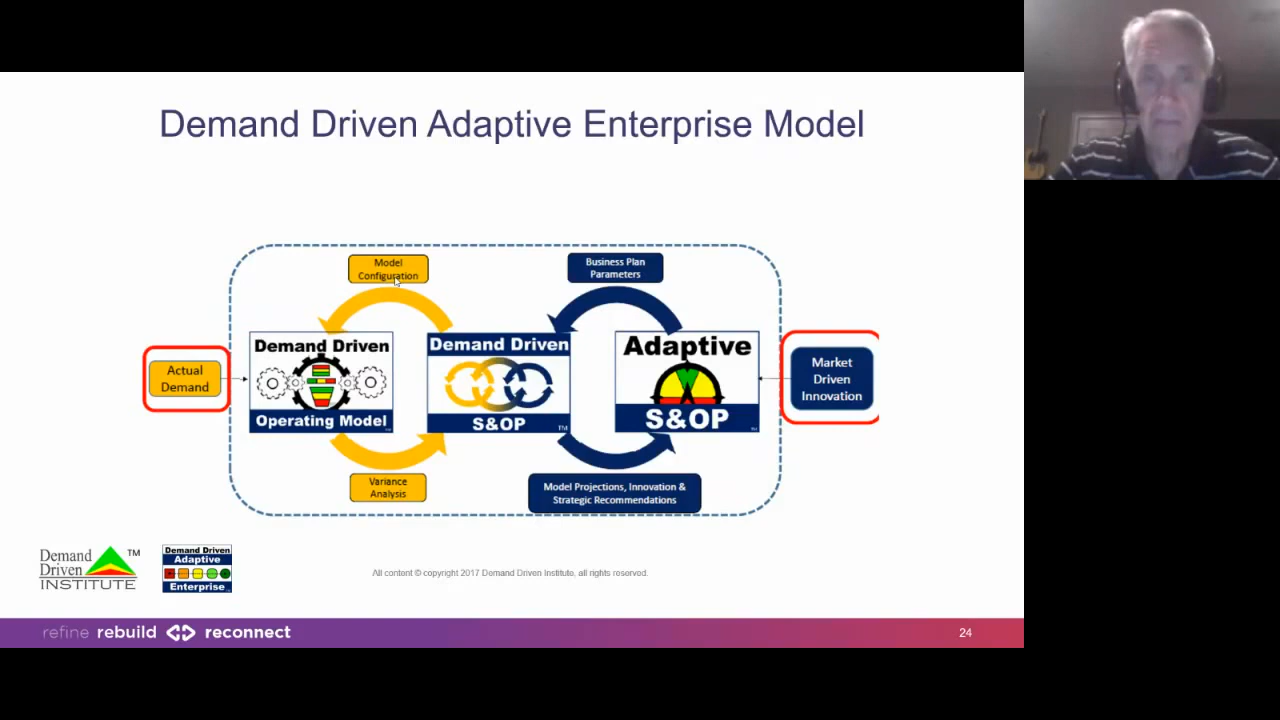 Demand Driven Adaptive Enterprise Model
Model
Configuration
Business Plan
Parameters
Actual
Demand
Demand Driven
Operating Model
Demand Driven
S&OP
TM
Adaptive
S&OP
Market
Driven
Innovation
Variance
Analysis
Model Projections, Innovation &
Strategic Recommendations
Demand
Driven
INSTITUTE
TM
Demand Driven
Adaptive
Enterprise
All content © copyright 2017 Demand Driven Institute, all rights reserved.
refine rebuild reconnect
24